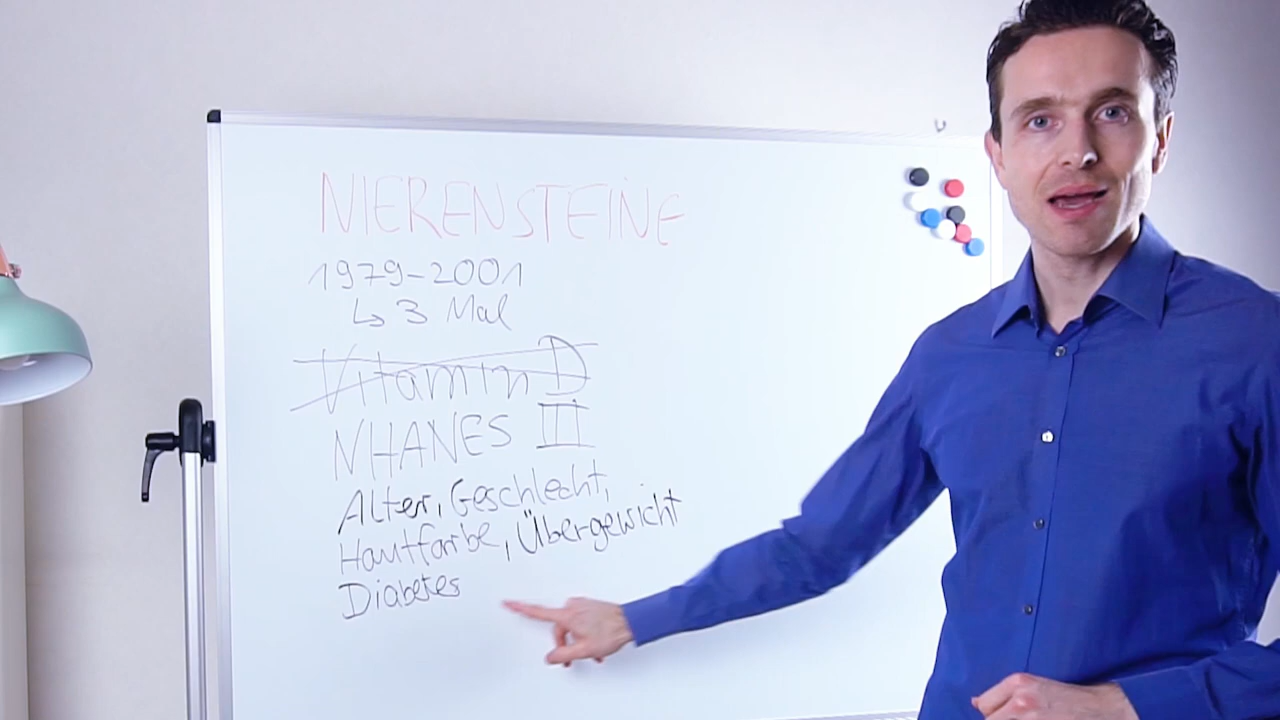 NIERENSTEINE
1979-2001
↳ 3 Mal
Vitamin D
NHANES III
Alter, Geschlecht,
Hautfarbe, Übergewicht
Diabetes